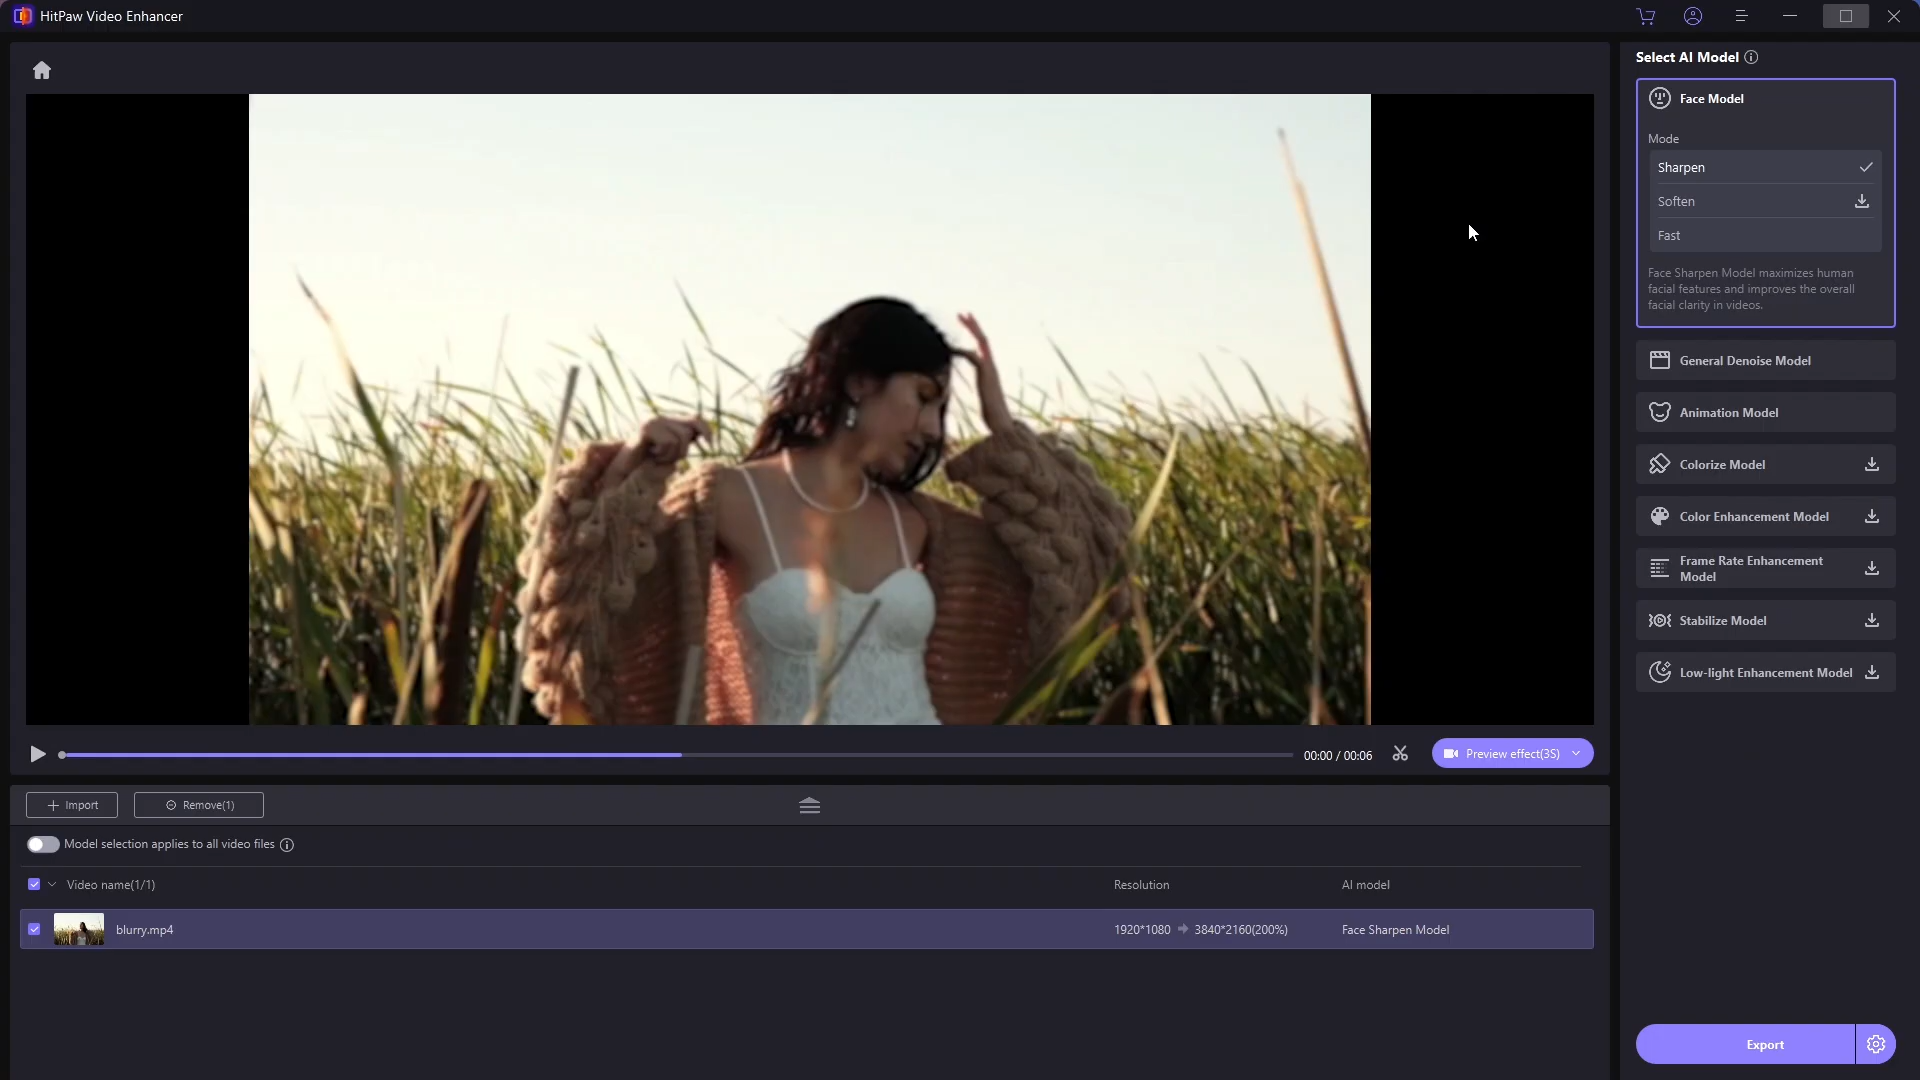 HitPaw Video Enhancer
Select AI Model
Face Model
Mode
Sharpen
Soften
Fast
Face Sharpen Model maximizes human
facial features and improves the overall
facial clarity in videos.
General Denoise Model
Animation Model
Colorize Model
Color Enhancement Model
Frame Rate Enhancement
Model
Stabilize Model
Low-light Enhancement Model
00:00 / 00:06
Preview effect(3S)
Import
Remove(1)
Model selection applies to all video files
Video name(1/1)
Resolution
AI model
blurry.mp4
1920*1080
3840*2160(200%)
Face Sharpen Model
Export